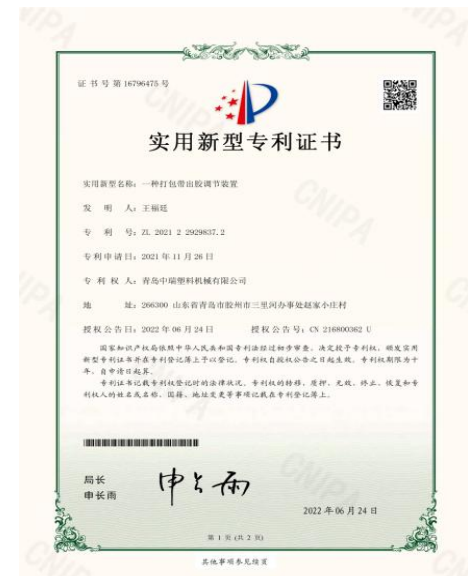 证书号第16796475号
实用新型专利证书
实用新型名称：一种打包带出胶调节装置
发明人：王福廷
专利号：ZL 2021 2 2929837.2
专利申请日：2021年11月26日
专利权人：青岛中瑞塑料机械有限公司
地址：266300 山东省青岛市胶州市三里河办事处赵家小庄村
授权公告日：2022年06月24日 授权公告号：CN 216800362 U
国家知识产权局依照中华人民共和国专利法经过初步审查，决定授予专利权，颁发实用
新型专利证书并在专利登记簿上予以登记。专利权自授权公告之日起生效。专利权期限为十
年，自申请日起算。
专利证书记载专利权登记时的法律状况。专利权的转移、质押、无效、终止、恢复和专
利权人的姓名或名称、国籍、地址变更等事项记载在专利登记簿上。
局长
申长雨
申长雨
2022年06月24日
第 1 页 (共 2 页)
其他事项参见续页
CNIPA